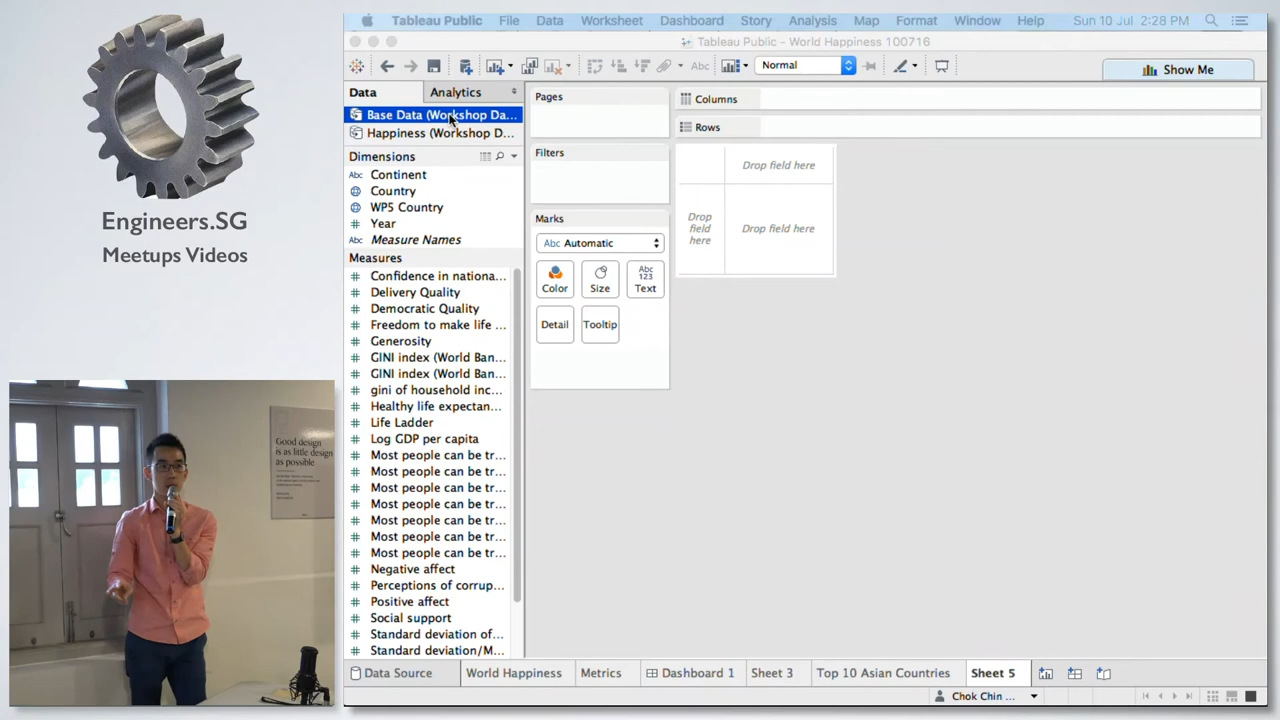 Engineers.SG
Meetups Videos
Good design
is as little design
as possible
Tableau Public File Data Worksheet Dashboard Story Analysis Map Format Window Help Sun 10 Jul 2:28 PM
Tableau Public - World Happiness 100716
Abc Normal Show Me
Data Analytics
Base Data (Workshop Da...
Happiness (Workshop D...
Dimensions
Abc Continent
Country
WP5 Country
# Year
Abc Measure Names
Measures
# Confidence in nationa...
# Delivery Quality
# Democratic Quality
# Freedom to make life ...
# Generosity
# GINI index (World Ban...
# GINI index (World Ban...
# gini of household inc...
# Healthy life expectan...
# Life Ladder
# Log GDP per capita
# Most people can be tr...
# Most people can be tr...
# Most people can be tr...
# Most people can be tr...
# Most people can be tr...
# Most people can be tr...
# Most people can be tr...
# Negative affect
# Perceptions of corrup...
# Positive affect
# Social support
# Standard deviation of...
# Standard deviation/M...
Pages
Filters
Marks
Abc Automatic
Color
Size
Abc
123
Text
Detail
Tooltip
Columns
Rows
Drop field here
Drop
field
here
Drop field here
Data Source World Happiness Metrics Dashboard 1 Sheet 3 Top 10 Asian Countries Sheet 5
Chok Chin ...